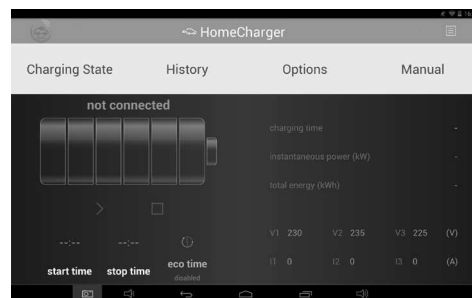 HomeCharger
Charging State History Options Manual
not connected
charging time -
instantaneous power (kW) -
total energy (kWh) -
V1 230 V2 235 V3 225 (V)
--:-- --:--
start time stop time eco time
disabled
I1 0 I2 0 I3 0 (A)